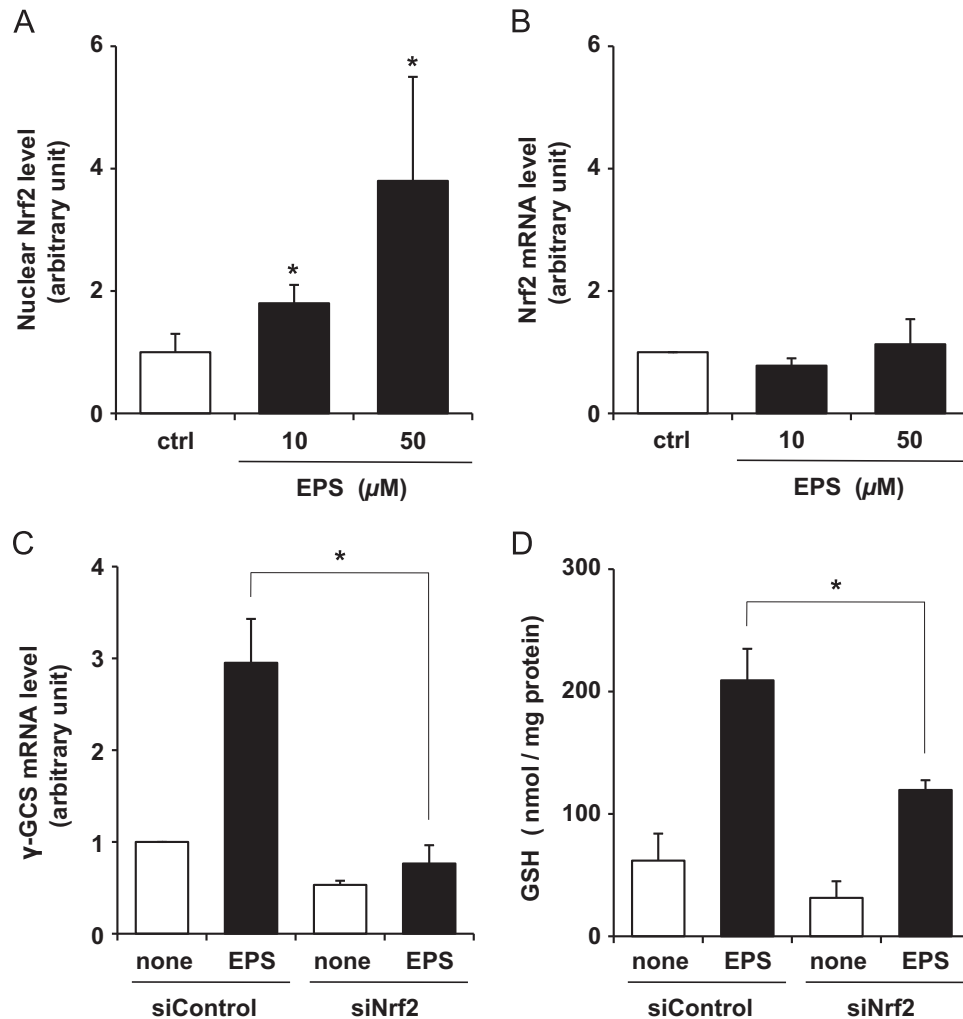 A
Nuclear Nrf2 level
(arbitrary unit)
6
4
2
0
*
*
ctrl
10
50
EPS (µM)
B
Nrf2 mRNA level
(arbitrary unit)
6
4
2
0
ctrl
10
50
EPS (µM)
C
γ-GCS mRNA level
(arbitrary unit)
4
3
2
1
0
*
none EPS none EPS
siControl siNrf2
D
GSH ( nmol / mg protein)
300
200
100
0
*
none EPS none EPS
siControl siNrf2